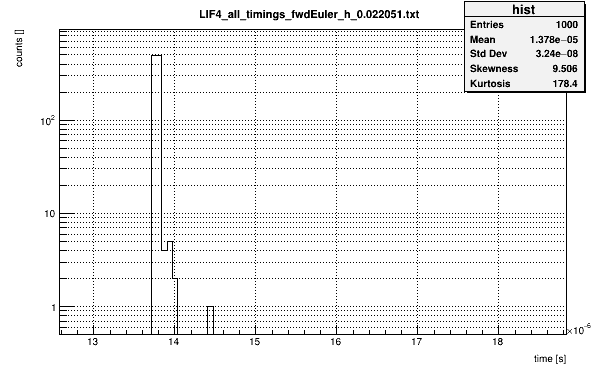 LIF4_all_timings_fwdEuler_h_0.022051.txt
hist
Entries 1000
Mean 1.378e−05
Std Dev 3.24e−08
Skewness 9.506
Kurtosis 178.4
counts []
10²
10
1
13 14 15 16 17 18
×10⁻⁶
time [s]